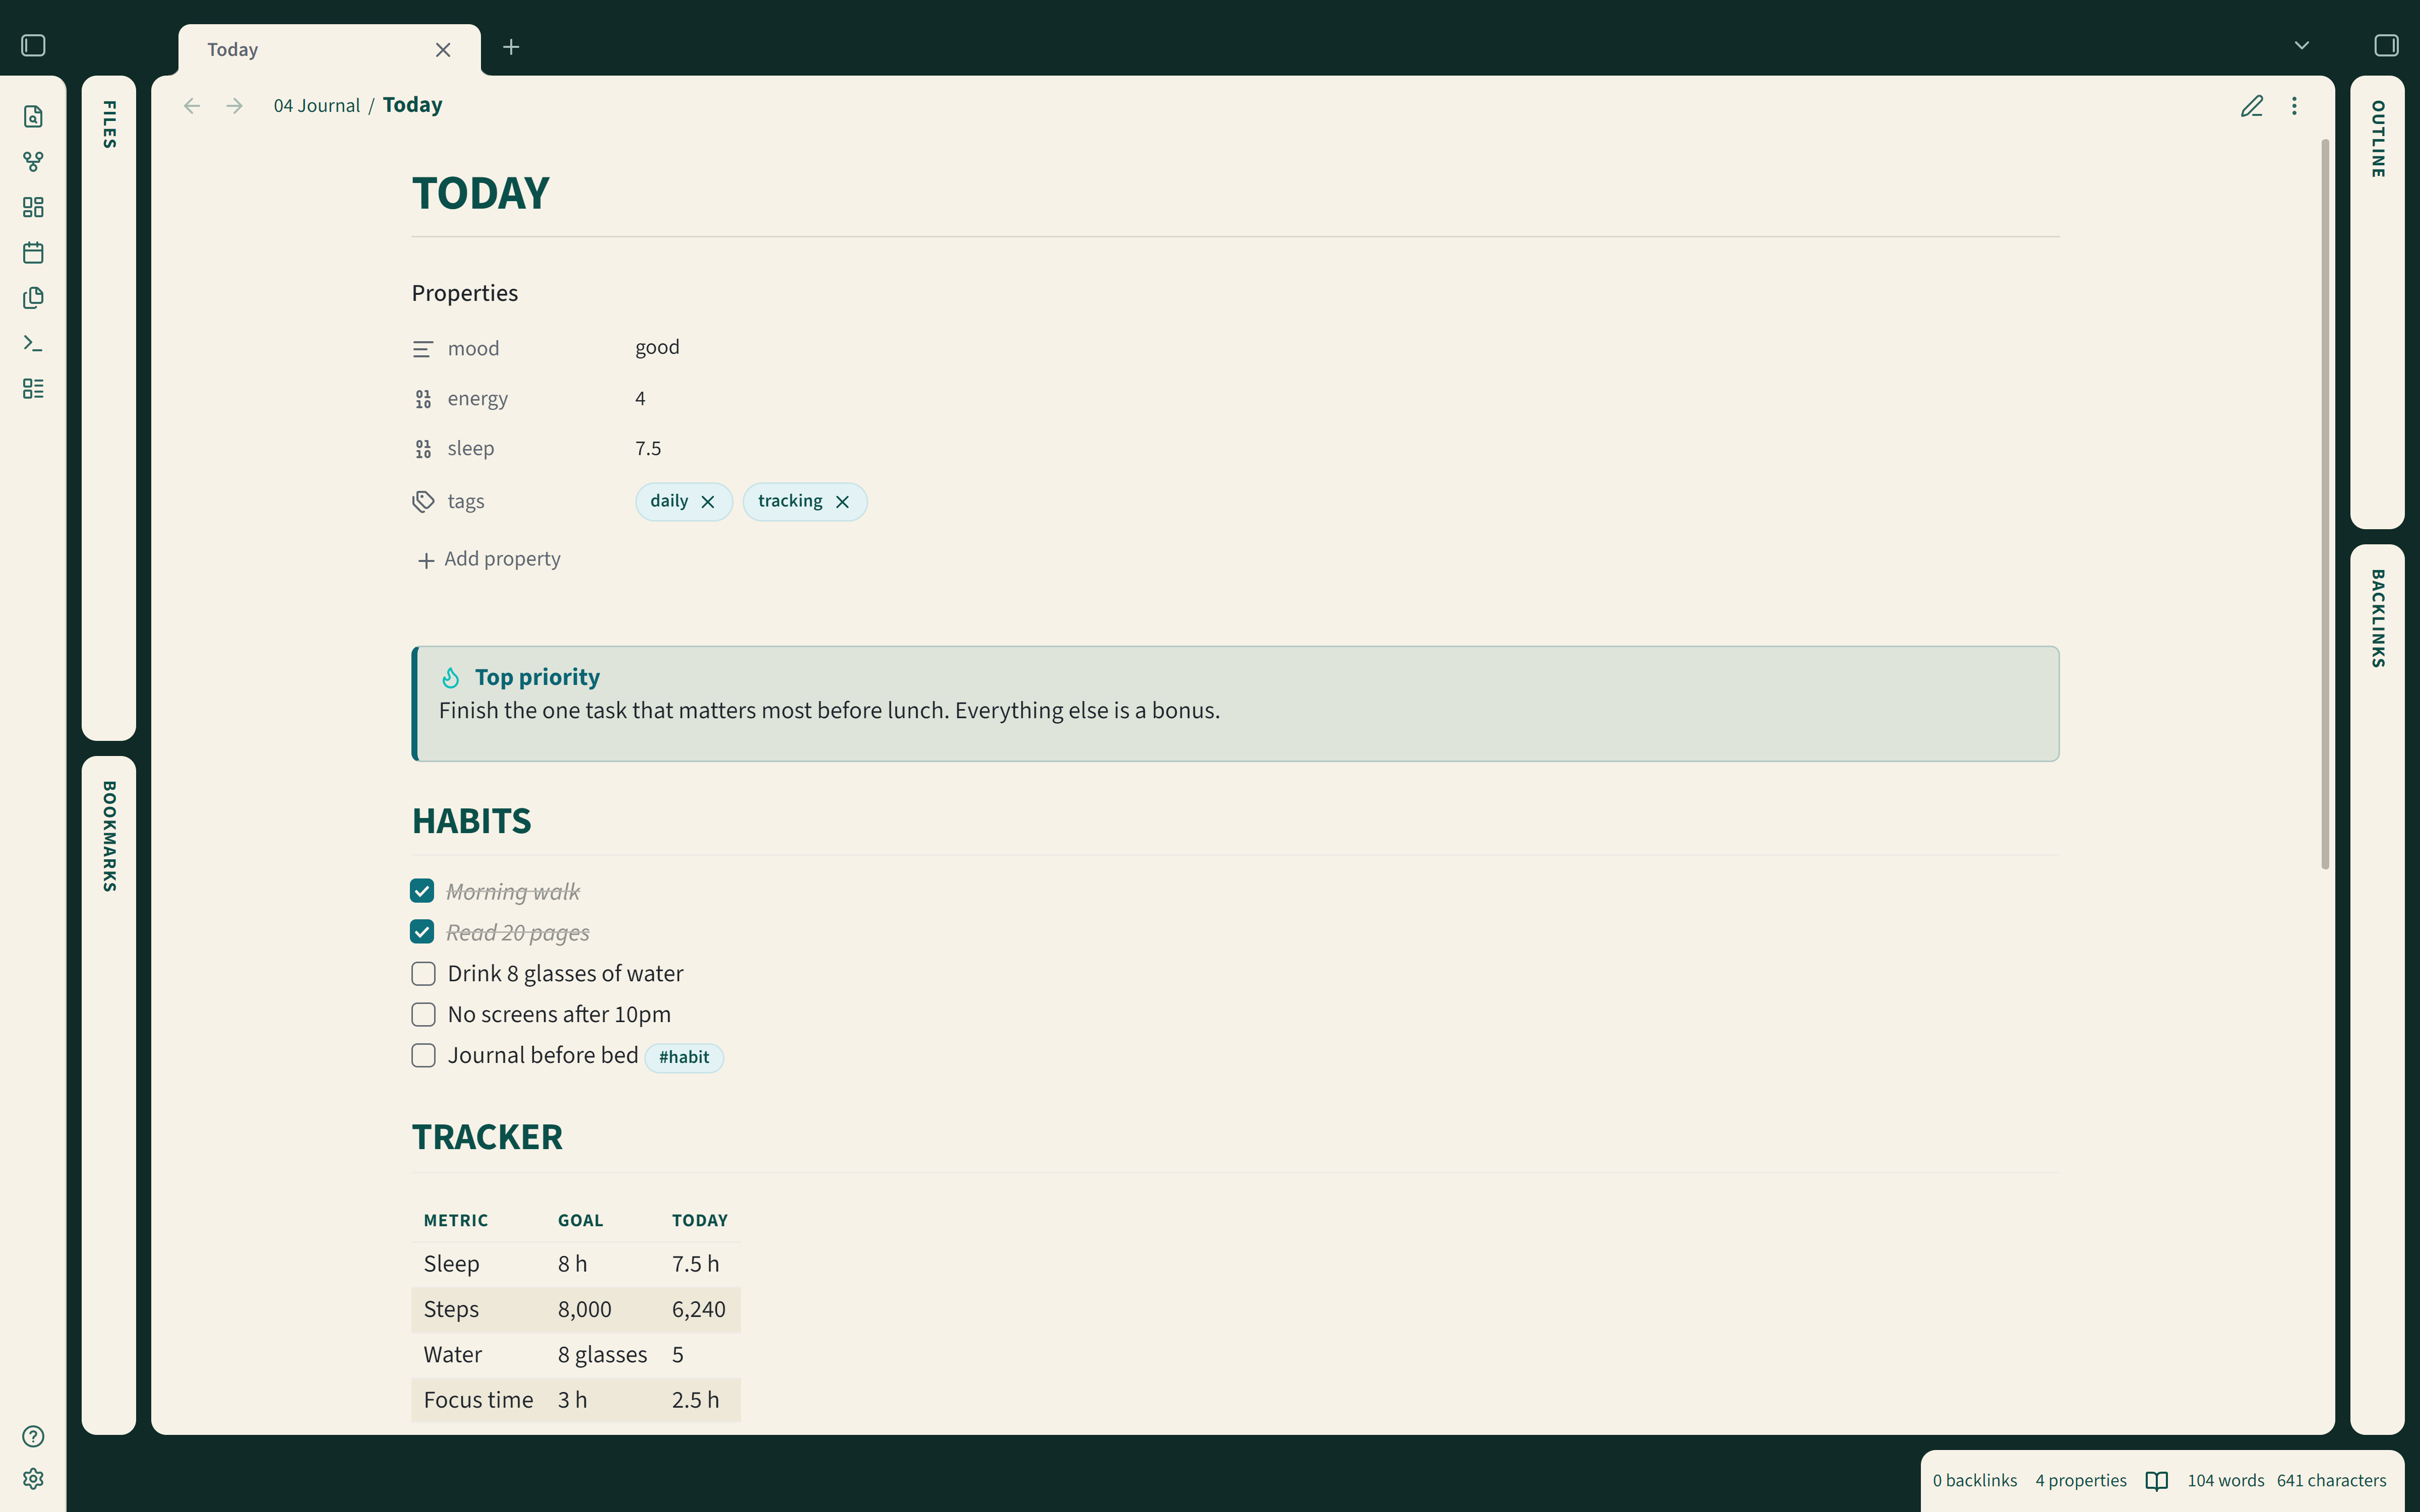 Today
FILES
BOOKMARKS
04 Journal / Today
TODAY
Properties
mood good
energy 4
sleep 7.5
tags daily tracking
Add property
Top priority
Finish the one task that matters most before lunch. Everything else is a bonus.
HABITS
Morning walk
Read 20 pages
Drink 8 glasses of water
No screens after 10pm
Journal before bed #habit
TRACKER
METRIC GOAL TODAY
Sleep 8 h 7.5 h
Steps 8,000 6,240
Water 8 glasses 5
Focus time 3 h 2.5 h
OUTLINE
BACKLINKS
0 backlinks 4 properties 104 words 641 characters